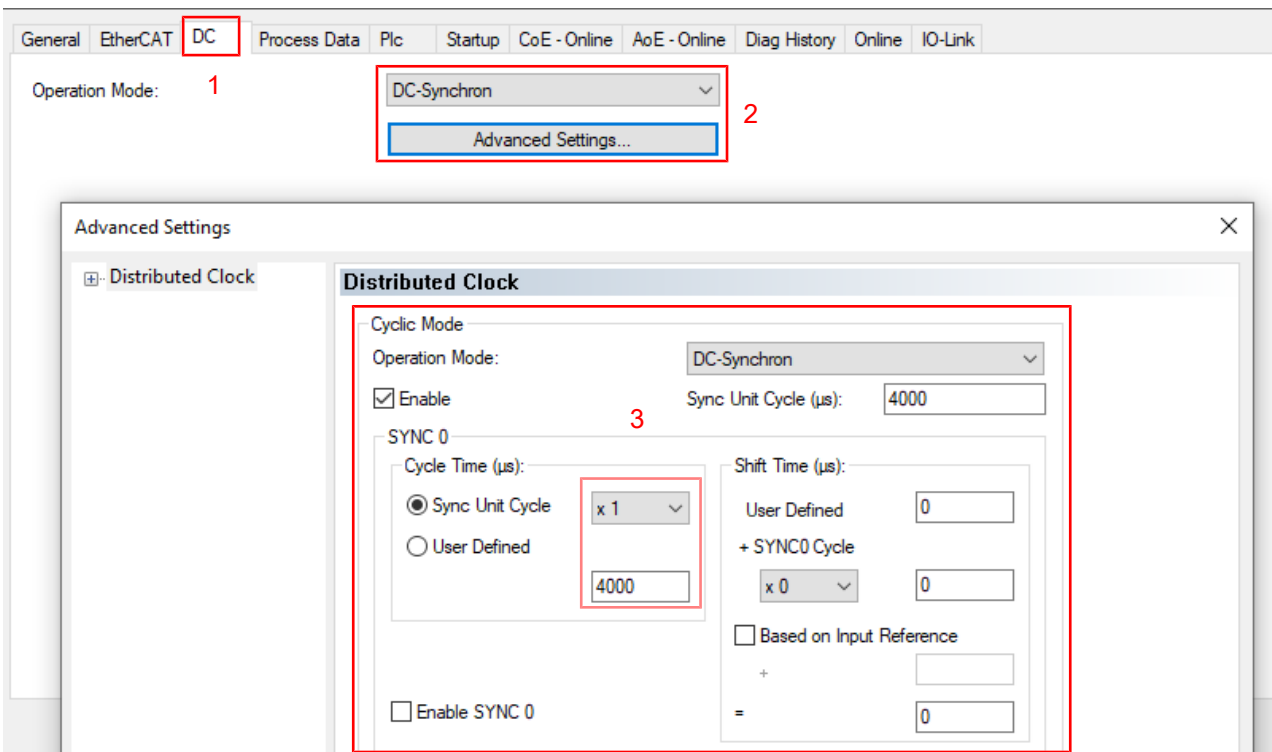 General EtherCAT DC Process Data Plc Startup CoE - Online AoE - Online Diag History Online IO-Link
1
Operation Mode: DC-Synchron
2
Advanced Settings...
Advanced Settings
Distributed Clock
Distributed Clock
Cyclic Mode
Operation Mode: DC-Synchron
Enable Sync Unit Cycle (µs): 4000
3
SYNC 0
Cycle Time (µs): Shift Time (µs):
Sync Unit Cycle x 1 User Defined 0
User Defined + SYNC0 Cycle
4000 x 0 0
Based on Input Reference
+
Enable SYNC 0 = 0